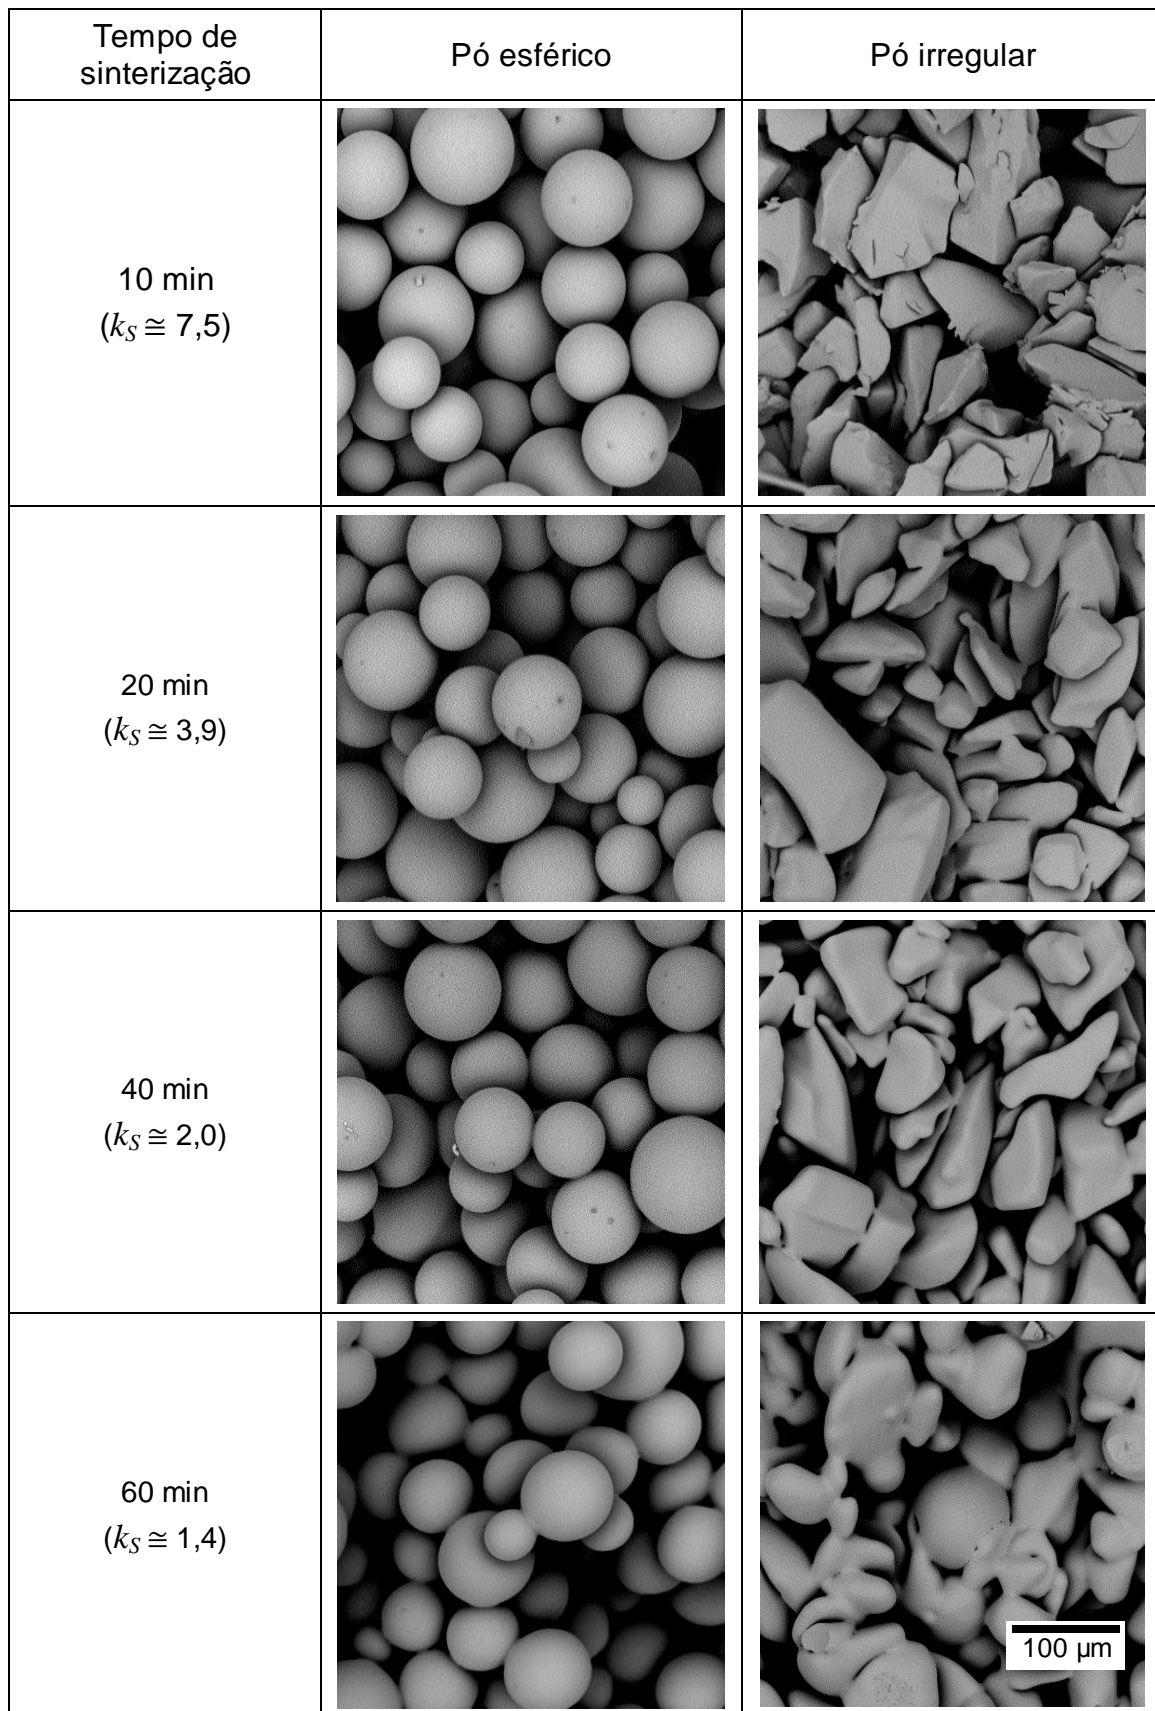 Tempo de
sinterização
Pó esférico
Pó irregular
10 min
(kS ≅ 7,5)
20 min
(kS ≅ 3,9)
40 min
(kS ≅ 2,0)
60 min
(kS ≅ 1,4)
100 µm